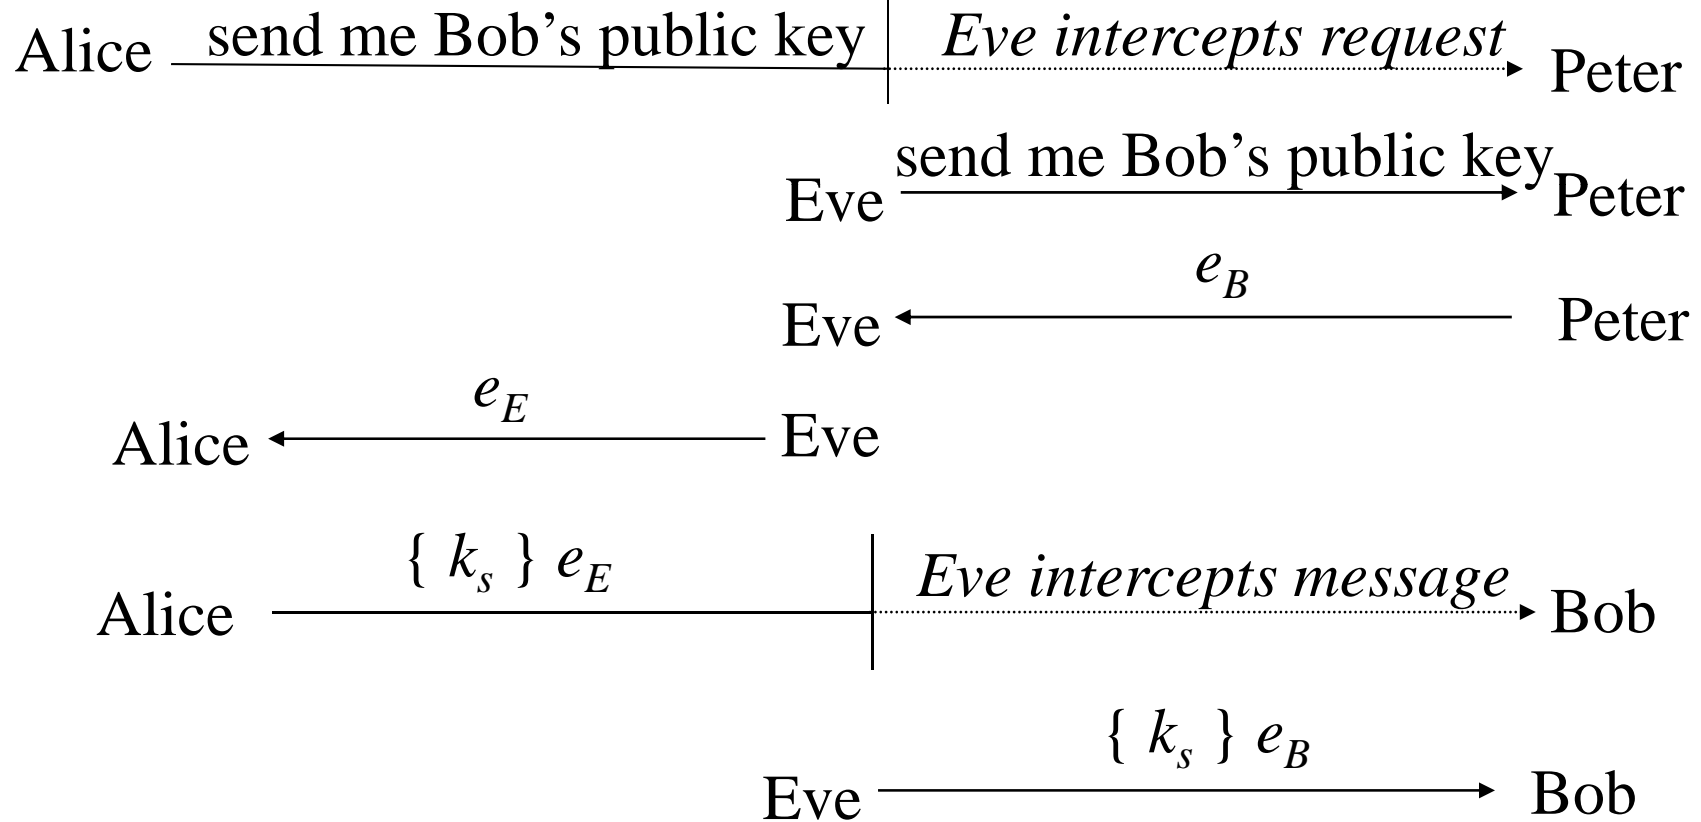 Alice send me Bob’s public key Eve intercepts request Peter
Eve send me Bob’s public key Peter
e_B
Eve Peter
e_E
Alice Eve
{ k_s } e_E Eve intercepts message
Alice Bob
{ k_s } e_B
Eve Bob